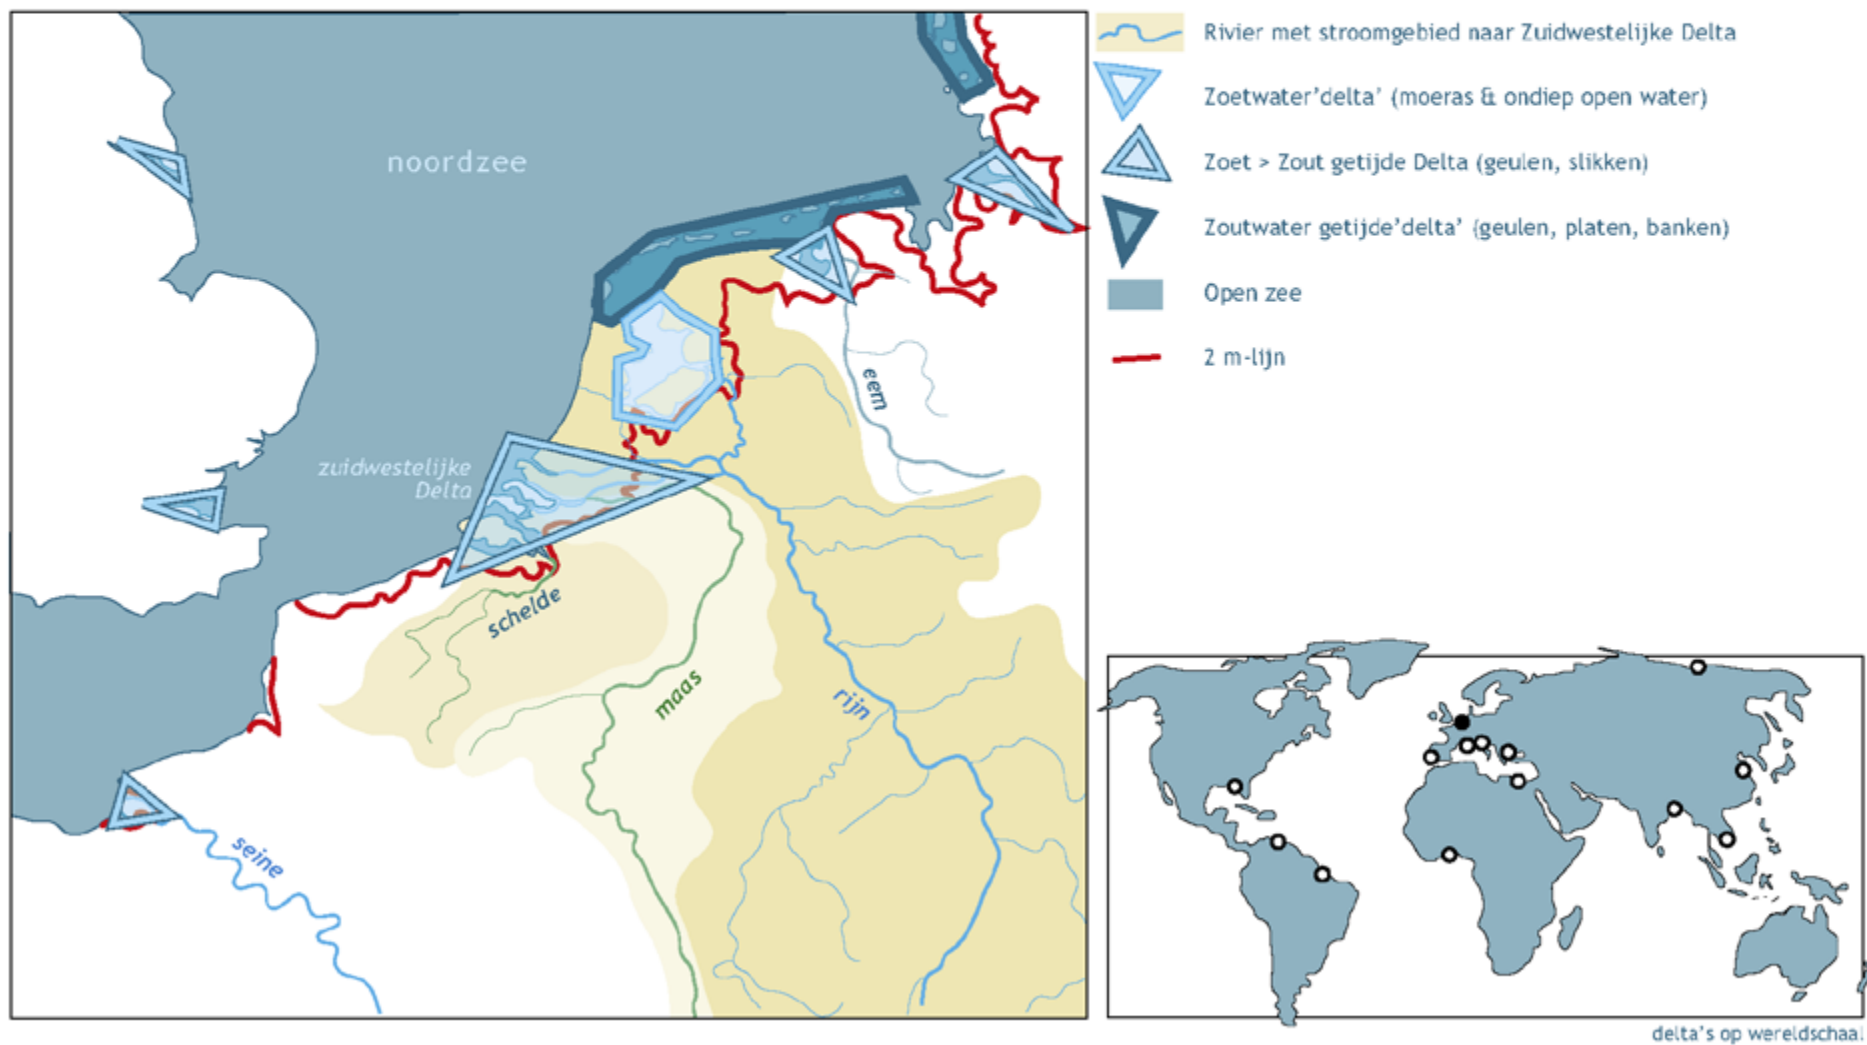 noordzee
zuidwestelijke
Delta
eem
schelde
maas
rijn
seine
Rivier met stroomgebied naar Zuidwestelijke Delta
Zoetwater'delta' (moeras & ondiep open water)
Zoet > Zout getijde Delta (geulen, slikken)
Zoutwater getijde'delta' (geulen, platen, banken)
Open zee
2 m-lijn
delta's op wereldschaal